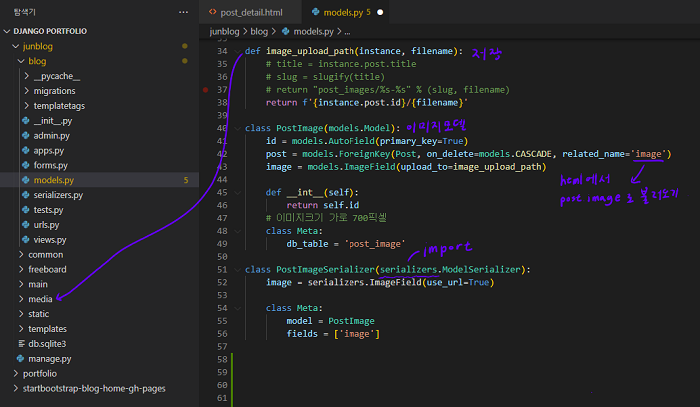 탐색기
DJANGO PORTFOLIO
junblog
blog
__pycache__
migrations
templatetags
__init__.py
admin.py
apps.py
forms.py
models.py 5
serializers.py
tests.py
urls.py
views.py
common
freeboard
main
media
static
templates
db.sqlite3
manage.py
portfolio
startbootstrap-blog-home-gh-pages
post_detail.html
models.py 5
junblog > blog > models.py > ...
33
34 def image_upload_path(instance, filename): 저장
35 # title = instance.post.title
36 # slug = slugify(title)
37 # return "post_images/%s-%s" % (slug, filename)
38 return f'{instance.post.id}/{filename}'
39
40 class PostImage(models.Model): 이미지모델
41 id = models.AutoField(primary_key=True)
42 post = models.ForeignKey(Post, on_delete=models.CASCADE, related_name='image')
43 image = models.ImageField(upload_to=image_upload_path)
html에서
post image로 불러오기
44
45 def __int__(self):
46 return self.id
47 # 이미지크기 가로 700픽셀
48 class Meta:
49 db_table = 'post_image'
50
import
51 class PostImageSerializer(serializers.ModelSerializer):
52 image = serializers.ImageField(use_url=True)
53
54 class Meta:
55 model = PostImage
56 fields = ['image']
57
58
59
60
61